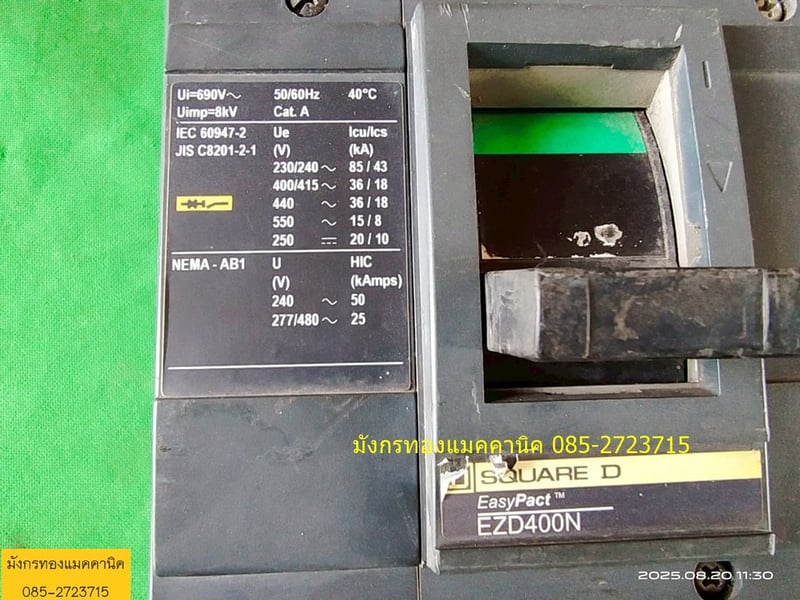 Ui=690V~ 50/60Hz 40°C
Uimp=8kV Cat. A
IEC 60947-2 Ue Icu/Ics
JIS C8201-2-1 (V) (kA)
230/240 ~ 85 / 43
400/415 ~ 36 / 18
440 ~ 36 / 18
550 ~ 15 / 8
250 ⎓ 20 / 10
NEMA - AB1 U HIC
(V) (kAmps)
240 ~ 50
277/480 ~ 25
มังกรทองแมคคานิค 085-2723715
SQUARE D
EasyPact™
EZD400N
มังกรทองแมคคานิค
085-2723715
2025.08.20 11:30